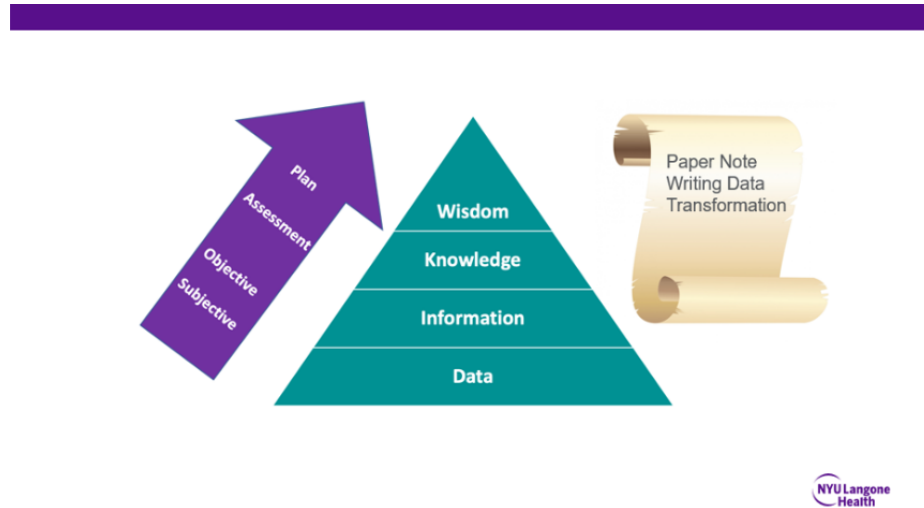 Plan
Assessment
Objective
Subjective
Wisdom
Knowledge
Information
Data
Paper Note
Writing Data
Transformation
NYU Langone
Health